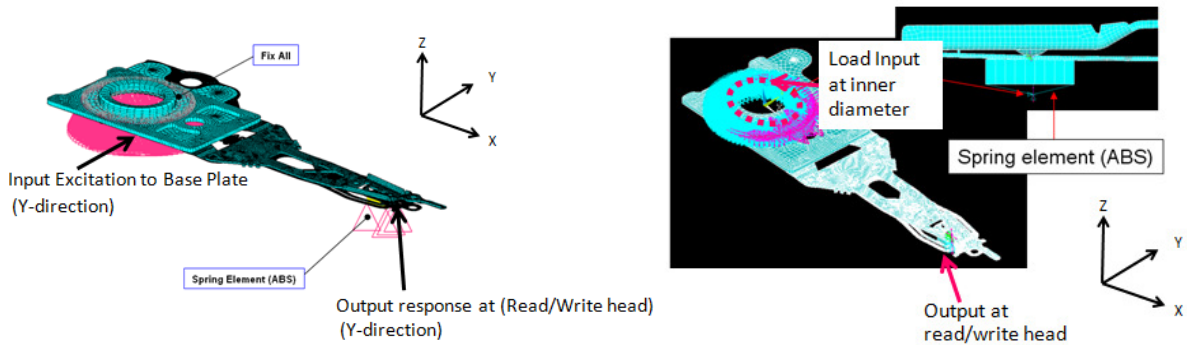 Fix All
Z
Y
X
Input Excitation to Base Plate
(Y-direction)
Spring Element (ABS)
Output response at (Read/Write head)
(Y-direction)
Load Input
at inner
diameter
Spring element (ABS)
Z
Y
X
Output at
read/write head